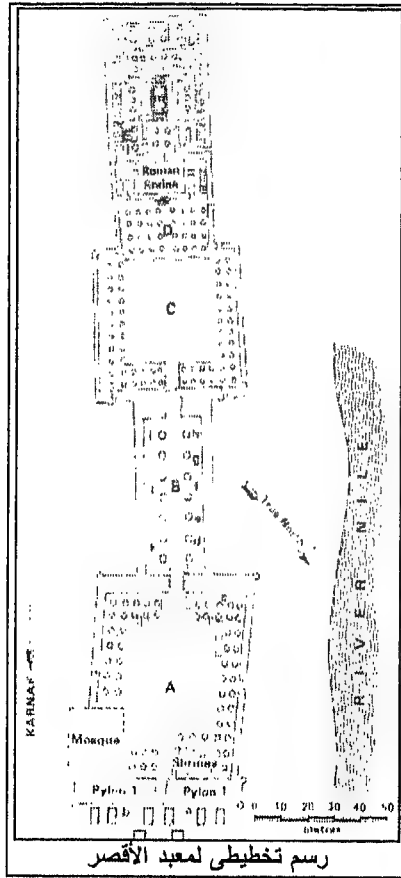 Roman
Shrine
D
C
B
True North
RIVER NILE
A
KARNAK
Mosque
Shrines
Pylon 1
Pylon 1
b
a
0 10 20 30 40 50
metres
رسم تخطيطى لمعبد الأقصر